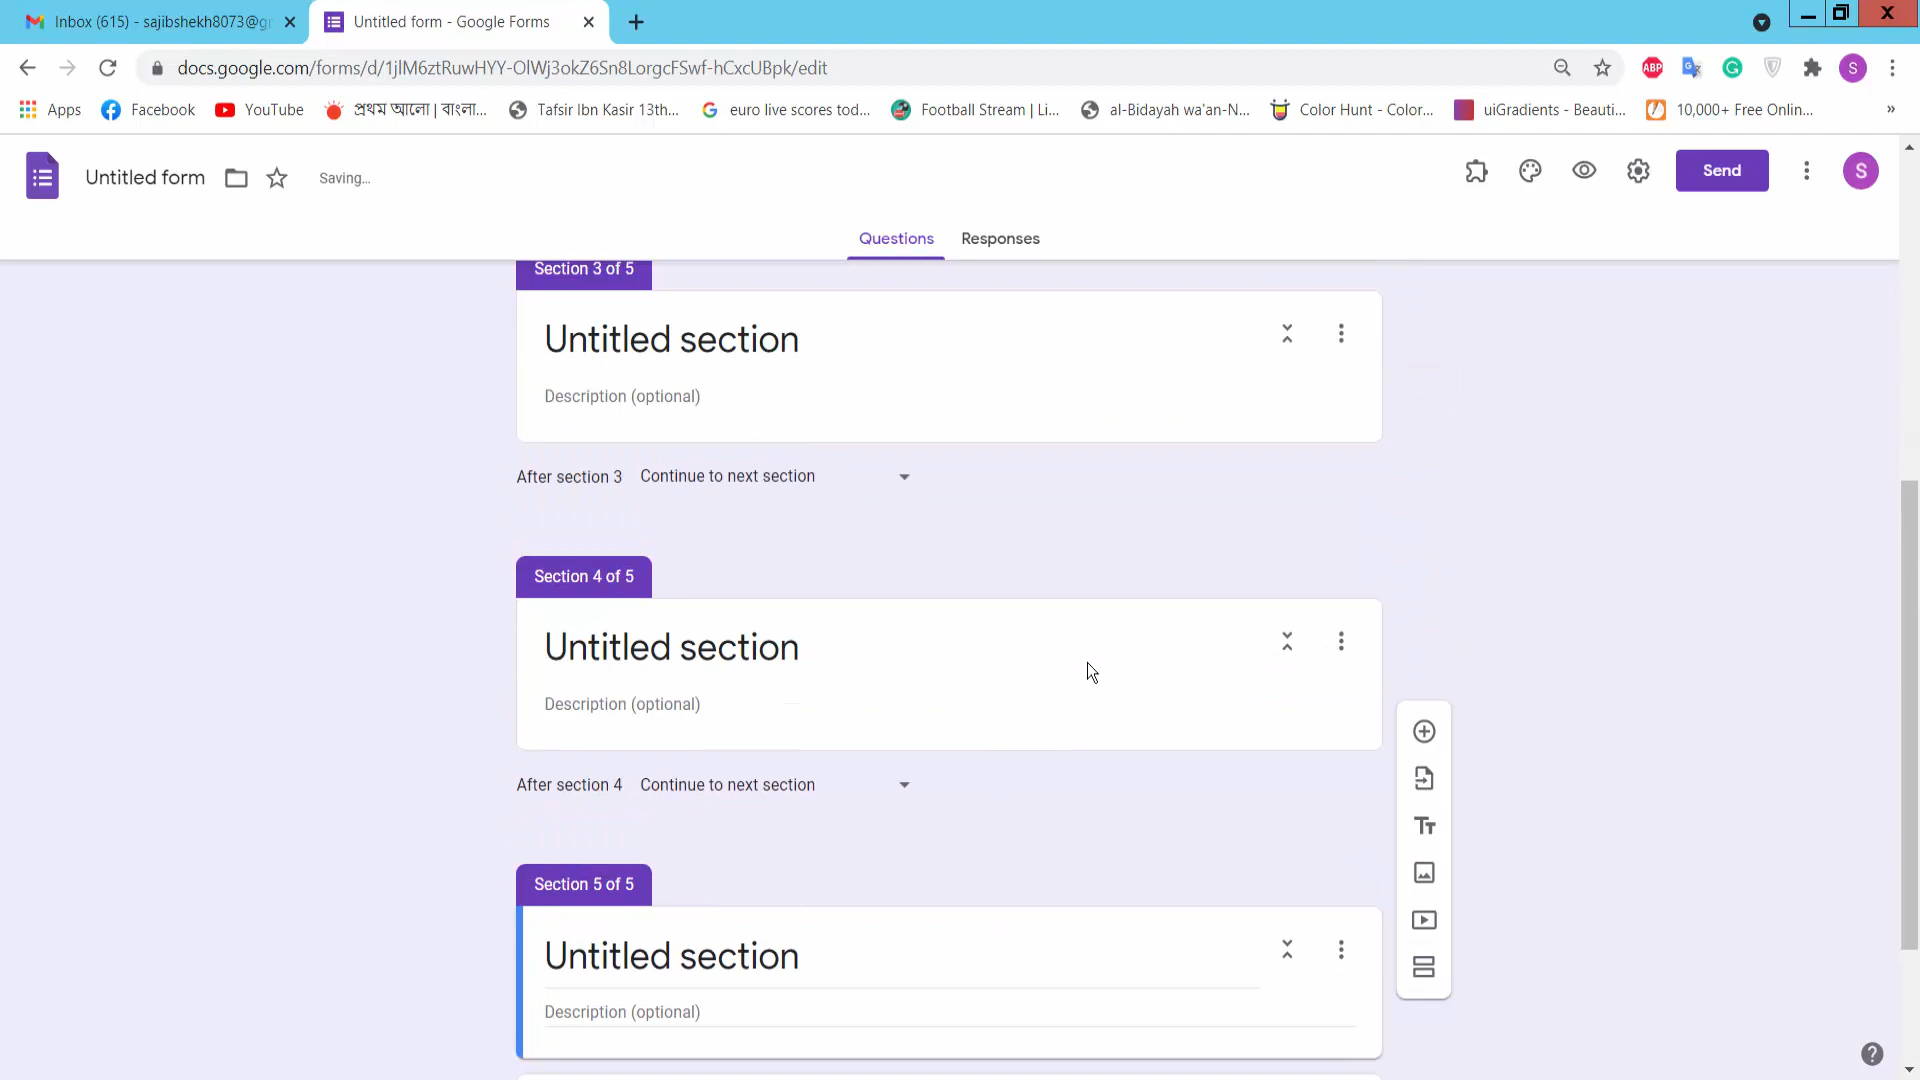 Inbox (615) - sajibshekh8073@g
Untitled form - Google Forms
docs.google.com/forms/d/1jlM6ztRuwHYY-OlWj3okZ6Sn8LorgcFSwf-hCxcUBpk/edit
ABP
S
Apps
Facebook
YouTube
প্রথম আলো | বাংলা...
Tafsir Ibn Kasir 13th...
euro live scores tod...
Football Stream | Li...
al-Bidayah wa'an-N...
Color Hunt - Color...
uiGradients - Beauti...
10,000+ Free Onlin...
»
Untitled form
Saving...
Send
S
Questions
Responses
Section 3 of 5
Untitled section
Description (optional)
After section 3 Continue to next section
Section 4 of 5
Untitled section
Description (optional)
After section 4 Continue to next section
Section 5 of 5
Untitled section
Description (optional)